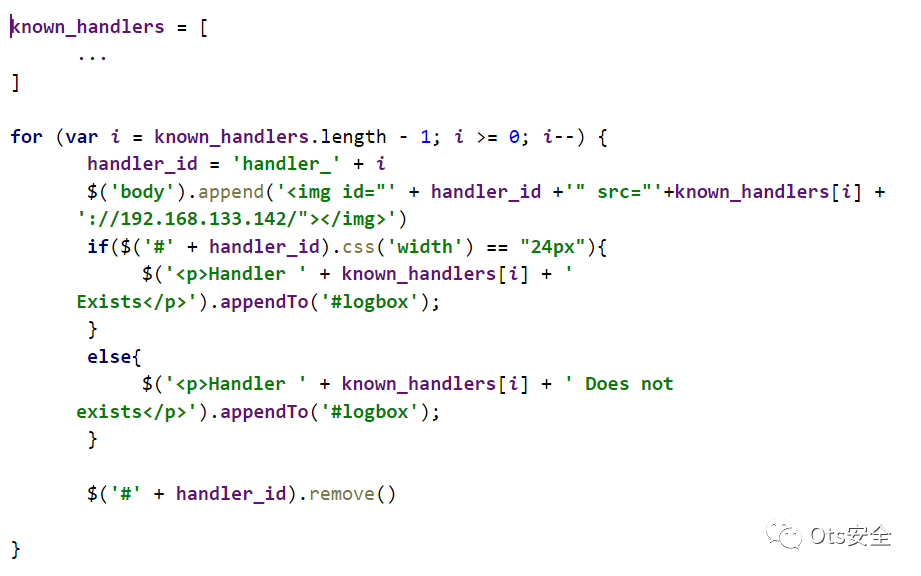 known_handlers = [
...
]
for (var i = known_handlers.length - 1; i >= 0; i--) {
handler_id = 'handler_' + i
$('body').append('<img id="' + handler_id +'" src="'+known_handlers[i] +
'://192.168.133.142/"></img>')
if($('#' + handler_id).css('width') == "24px"){
$('<p>Handler ' + known_handlers[i] + '
Exists</p>').appendTo('#logbox');
}
else{
$('<p>Handler ' + known_handlers[i] + ' Does not
exists</p>').appendTo('#logbox');
}
$('#' + handler_id).remove()
}
Ots安全